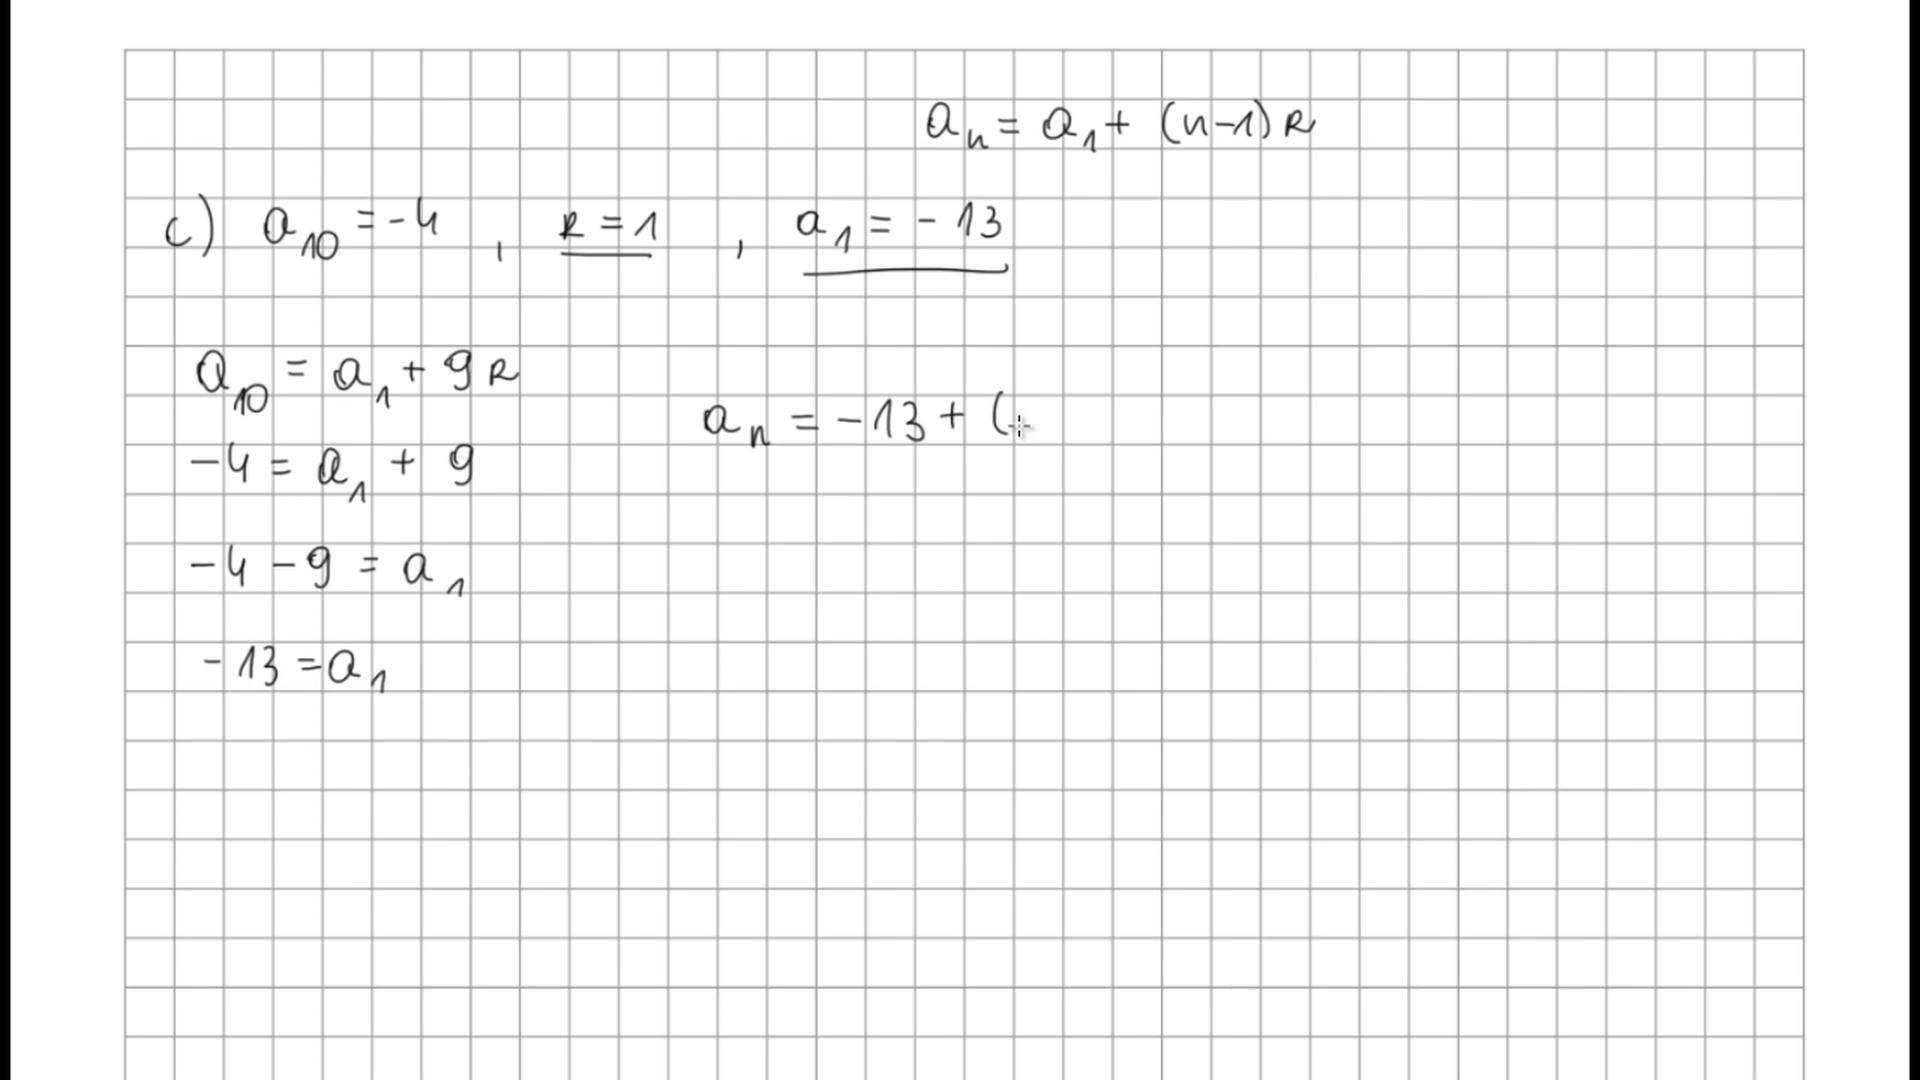 aₙ = a₁ + (n-1)R
c) a₁₀ = -4 , R = 1 , a₁ = -13
a₁₀ = a₁ + 9R
aₙ = -13 + (
-4 = a₁ + 9
-4 - 9 = a₁
-13 = a₁